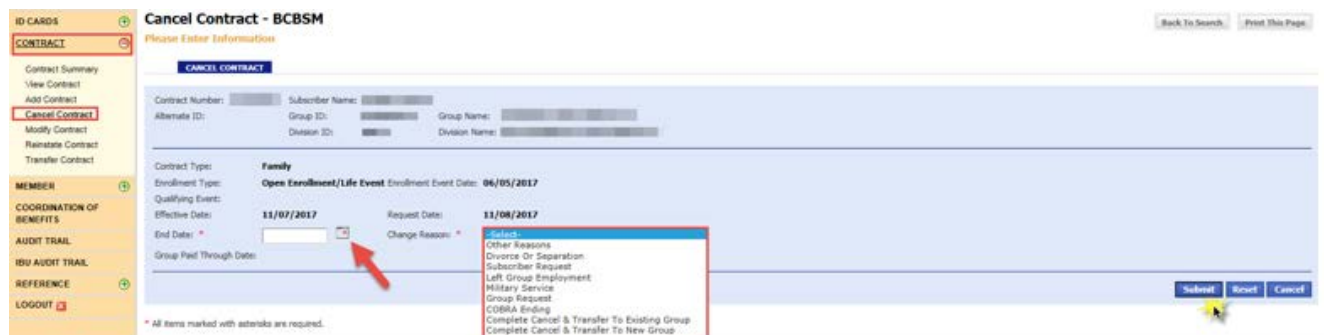 ID CARDS
CONTRACT
Contract Summary
View Contract
Add Contract
Cancel Contract
Modify Contract
Reinstate Contract
Transfer Contract
MEMBER
COORDINATION OF
BENEFITS
AUDIT TRAIL
IBU AUDIT TRAIL
REFERENCE
LOGOUT
Cancel Contract - BCBSM
Back To Search Print This Page
Please Enter Information
CANCEL CONTRACT
Contract Number: Subscriber Name:
Alternate ID: Group ID: Group Name:
Division ID: Division Name:
Contract Type: Family
Enrollment Type: Open Enrollment/Life Event Enrollment Event Date: 06/05/2017
Qualifying Event:
Effective Date: 11/07/2017 Request Date: 11/08/2017
End Date: * Change Reason: * -Select-
Other Reasons
Group Paid Through Date: Divorce Or Separation
Subscriber Request
Left Group Employment
Military Service
Group Request
COBRA Ending
Complete Cancel & Transfer To Existing Group
Complete Cancel & Transfer To New Group
Submit Reset Cancel
* All items marked with asterisks are required.